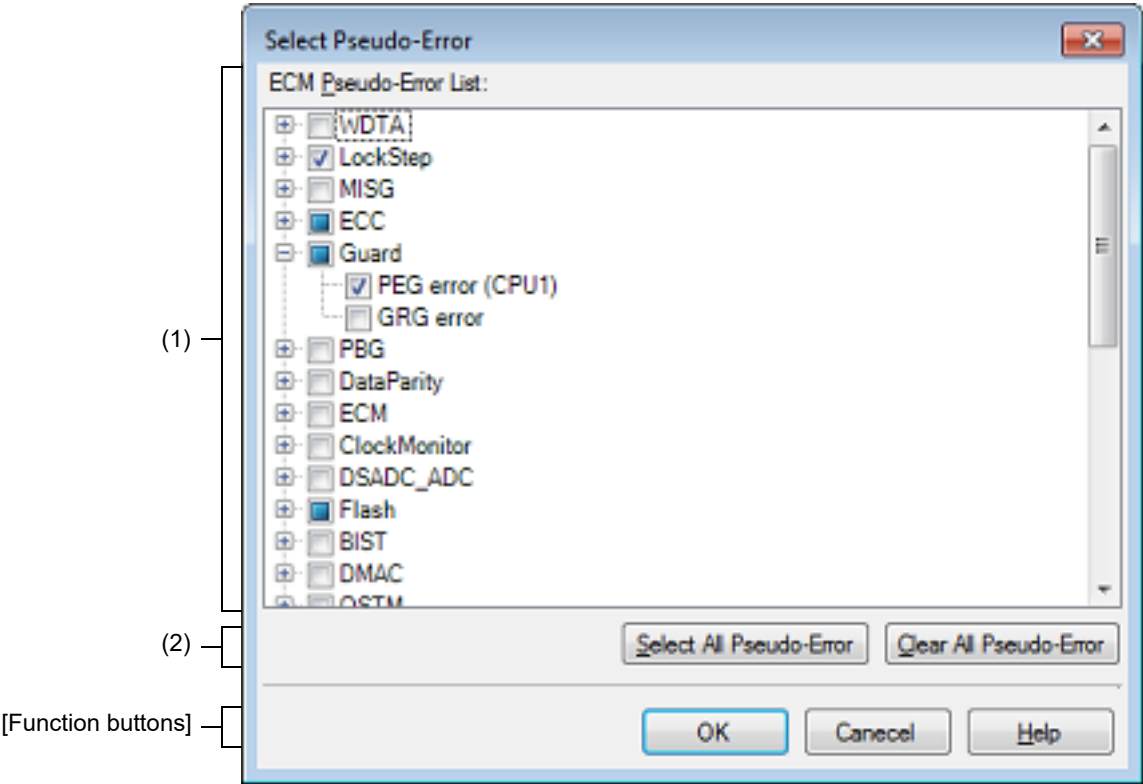 Select Pseudo-Error
ECM Pseudo-Error List:
WDTA
LockStep
MISG
ECC
Guard
PEG error (CPU1)
GRG error
(1)
PBG
DataParity
ECM
ClockMonitor
DSADC_ADC
Flash
BIST
DMAC
OSTM
(2)
Select All Pseudo-Error
Clear All Pseudo-Error
[Function buttons]
OK
Canecel
Help